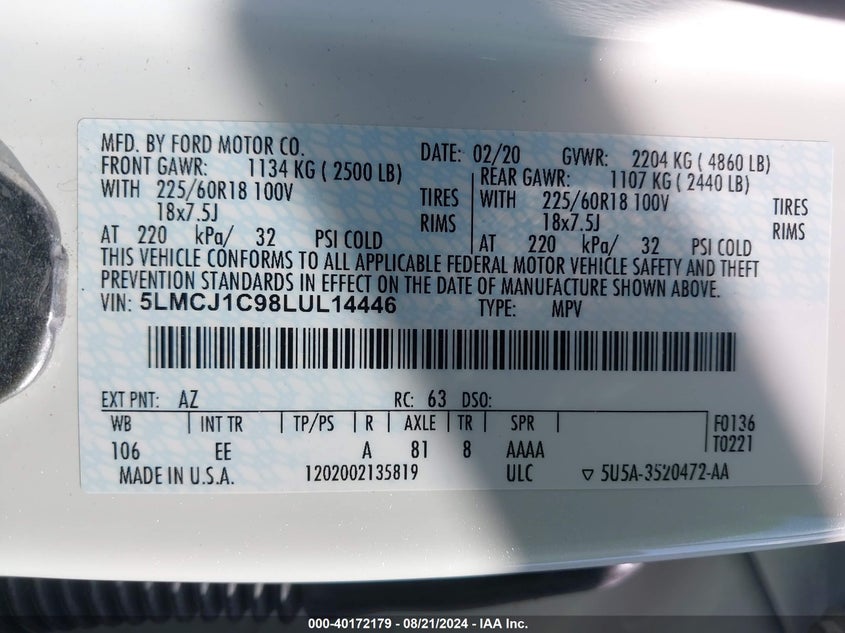 MFD. BY FORD MOTOR CO. DATE: 02/20 GVWR: 2204 KG ( 4860 LB)
FRONT GAWR: 1134 KG ( 2500 LB) REAR GAWR: 1107 KG ( 2440 LB)
WITH 225/60R18 100V TIRES WITH 225/60R18 100V TIRES
18x7.5J RIMS 18x7.5J RIMS
AT 220 kPa/ 32 PSI COLD AT 220 kPa/ 32 PSI COLD
THIS VEHICLE CONFORMS TO ALL APPLICABLE FEDERAL MOTOR VEHICLE SAFETY AND THEFT
PREVENTION STANDARDS IN EFFECT ON THE DATE OF MANUFACTURE SHOWN ABOVE.
VIN: 5LMCJ1C98LUL14446 TYPE: MPV
EXT PNT: AZ RC: 63 DSO:
WB INT TR TP/PS R AXLE TR SPR F0136
106 EE A 81 8 AAAA T0221
MADE IN U.S.A. 1202002135819 ULC ▽ 5U5A-3520472-AA
000-40172179 - 08/21/2024 - IAA Inc.